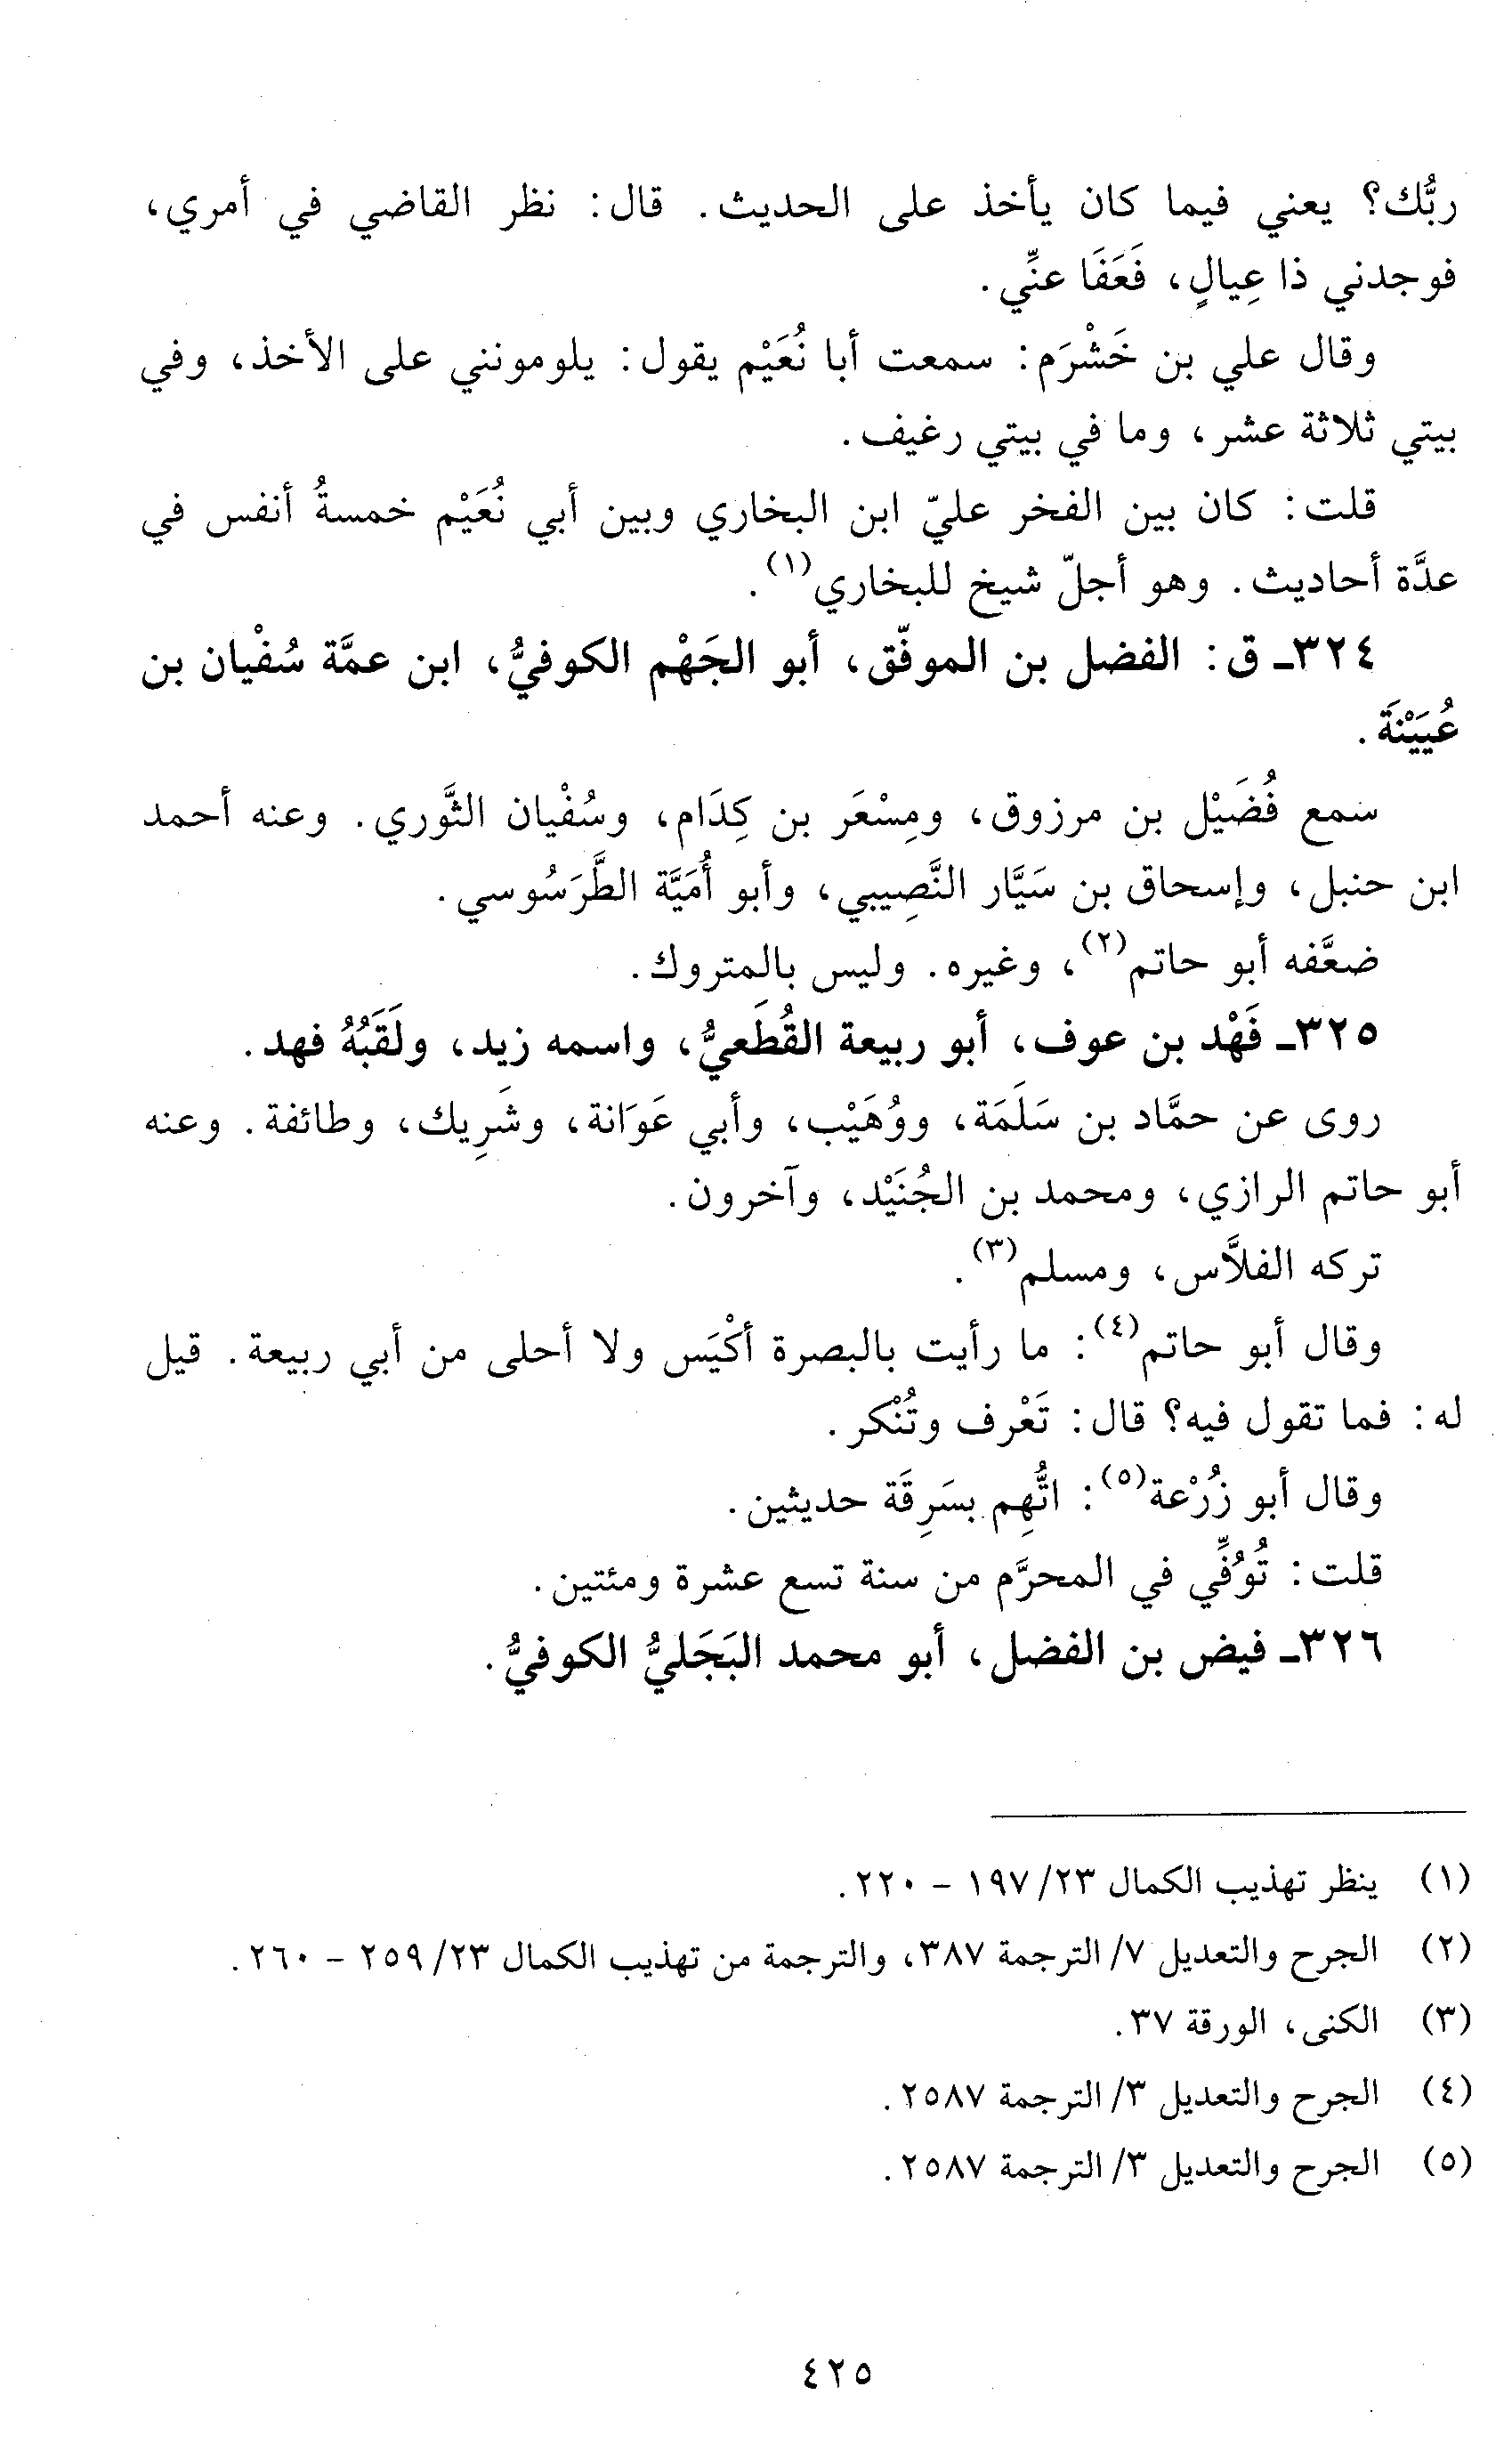 ربُّك؟ يعني فيما كان يأخذ على الحديث. قال: نظر القاضي في أمري،
فوجدني ذا عِيالٍ، فَعَفَا عنِّي.
وقال علي بن خَشْرَم: سمعت أبا نُعَيْم يقول: يلومونني على الأخذ، وفي
بيتي ثلاثة عشر، وما في بيتي رغيف.
قلت: كان بين الفخر عليّ ابن البخاري وبين أبي نُعَيْم خمسةُ أنفس في
عدَّة أحاديث. وهو أجلّ شيخ للبخاري(١).
٣٢٤ـ ق: الفضل بن الموفّق، أبو الجَهْم الكوفيُّ، ابن عمَّة سُفْيان بن
عُيَيْنَة.
سمع فُضَيْل بن مرزوق، ومِسْعَر بن كِدَام، وسُفْيان الثَّوري. وعنه أحمد
ابن حنبل، وإسحاق بن سَيَّار النَّصِيبي، وأبو أُمَيَّة الطَّرَسُوسي.
ضعَّفه أبو حاتم(٢)، وغيره. وليس بالمتروك.
٣٢٥ـ فَهْد بن عوف، أبو ربيعة القُطَعيُّ، واسمه زيد، ولَقَبُهُ فهد.
روى عن حمَّاد بن سَلَمَة، ووُهَيْب، وأبي عَوَانة، وشَرِيك، وطائفة. وعنه
أبو حاتم الرازي، ومحمد بن الجُنَيْد، وآخرون.
تركه الفلاَّس، ومسلم(٣).
وقال أبو حاتم(٤): ما رأيت بالبصرة أكْيَس ولا أحلى من أبي ربيعة. قيل
له: فما تقول فيه؟ قال: تَعْرف وتُنْكر.
وقال أبو زُرْعة(٥): اتُّهِم بسَرِقَة حديثين.
قلت: تُوُفِّي في المحرَّم من سنة تسع عشرة ومئتين.
٣٢٦ـ فيض بن الفضل، أبو محمد البَجَليُّ الكوفيُّ.
(١) ينظر تهذيب الكمال ٢٣/ ١٩٧ - ٢٢٠.
(٢) الجرح والتعديل ٧/ الترجمة ٣٨٧، والترجمة من تهذيب الكمال ٢٣/ ٢٥٩ - ٢٦٠.
(٣) الكنى، الورقة ٣٧.
(٤) الجرح والتعديل ٣/ الترجمة ٢٥٨٧.
(٥) الجرح والتعديل ٣/ الترجمة ٢٥٨٧.
٤٢٥